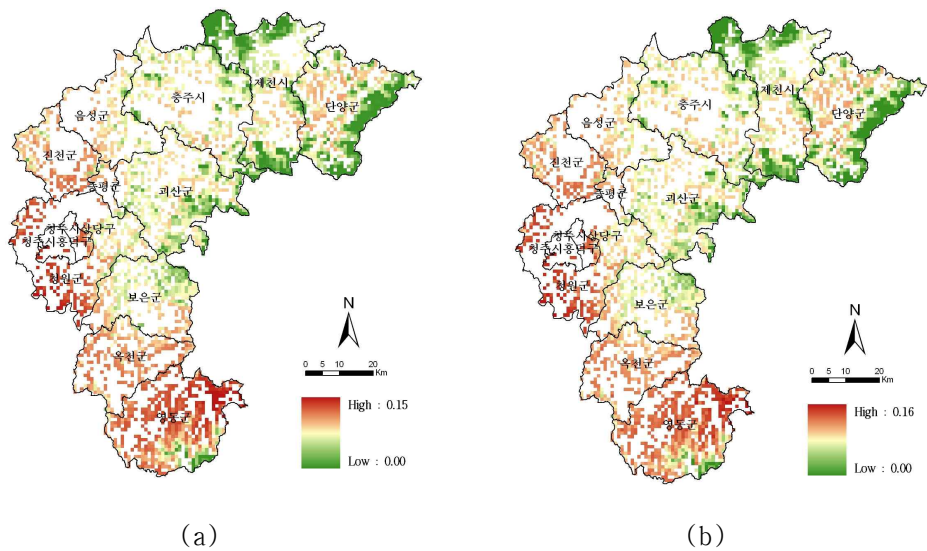 제천시
단양군
충주시
음성군
진천군
증평군
괴산군
청주시상당구
청주시흥덕구
청원군
보은군
옥천군
영동군
N
0 5 10 20
Km
High : 0.15
Low : 0.00
(a)
제천시
단양군
충주시
음성군
진천군
증평군
괴산군
청주시상당구
청주시흥덕구
청원군
보은군
옥천군
영동군
N
0 5 10 20
Km
High : 0.16
Low : 0.00
(b)